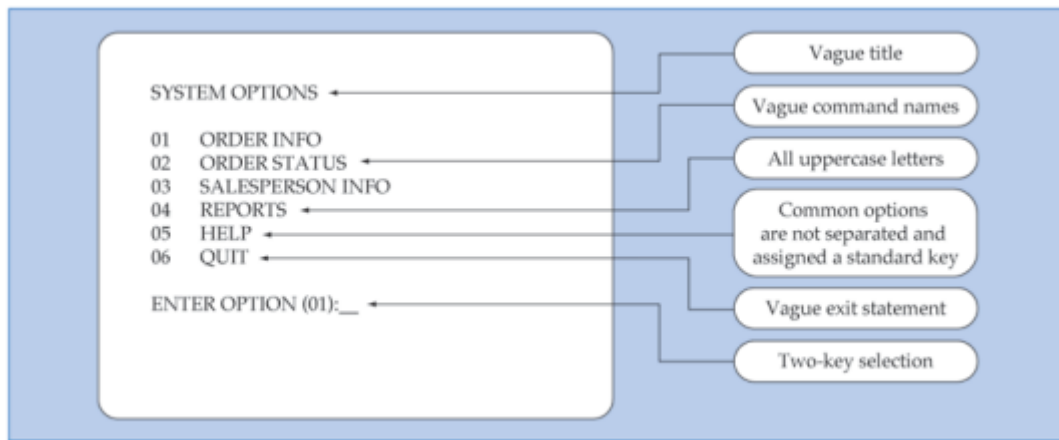 SYSTEM OPTIONS
01 ORDER INFO
02 ORDER STATUS
03 SALESPERSON INFO
04 REPORTS
05 HELP
06 QUIT
ENTER OPTION (01):__
Vague title
Vague command names
All uppercase letters
Common options
are not separated and
assigned a standard key
Vague exit statement
Two-key selection